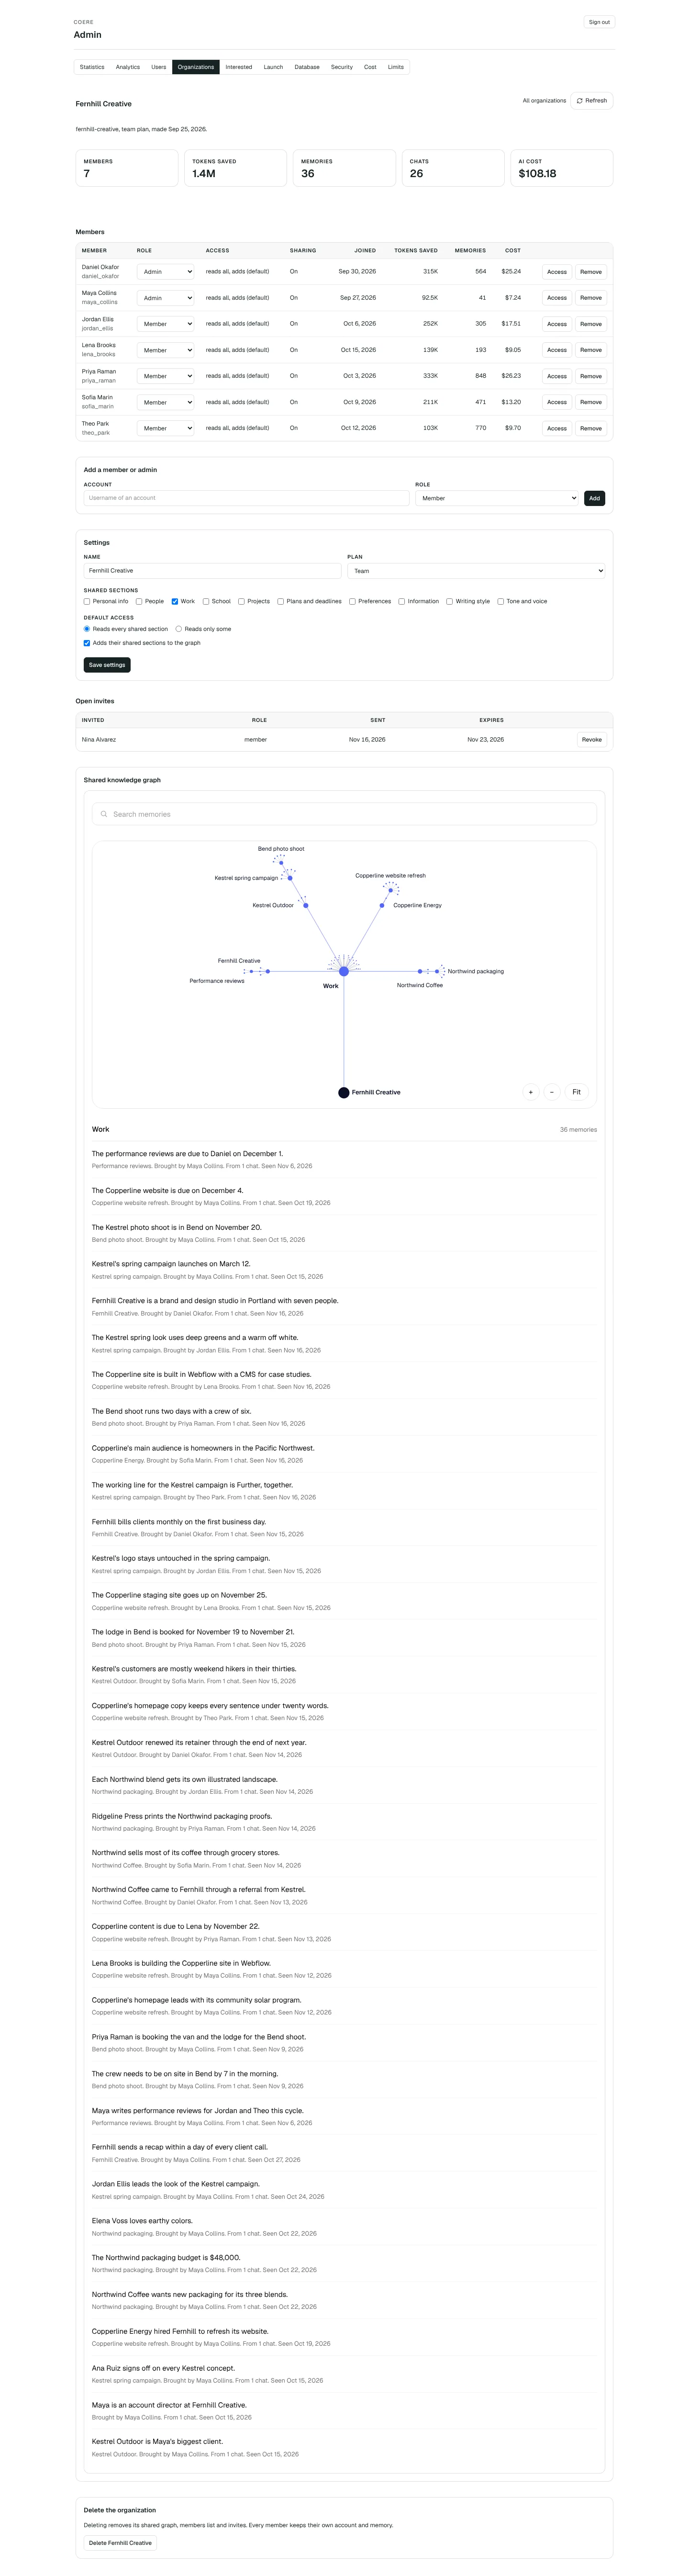 COERE
Admin
Sign out
Statistics Analytics Users Organizations Interested Launch Database Security Cost Limits
Fernhill Creative
All organizations Refresh
fernhill-creative, team plan, made Sep 25, 2026.
MEMBERS TOKENS SAVED MEMORIES CHATS AI COST
7 1.4M 36 26 $108.18
Members
MEMBER ROLE ACCESS SHARING JOINED TOKENS SAVED MEMORIES COST
Daniel Okafor
daniel_okafor Admin reads all, adds (default) On Sep 30, 2026 315K 564 $25.24 Access Remove
Maya Collins
maya_collins Admin reads all, adds (default) On Sep 27, 2026 92.5K 41 $7.24 Access Remove
Jordan Ellis
jordan_ellis Member reads all, adds (default) On Oct 6, 2026 252K 305 $17.51 Access Remove
Lena Brooks
lena_brooks Member reads all, adds (default) On Oct 15, 2026 139K 193 $9.05 Access Remove
Priya Raman
priya_raman Member reads all, adds (default) On Oct 3, 2026 333K 848 $26.23 Access Remove
Sofia Marin
sofia_marin Member reads all, adds (default) On Oct 9, 2026 211K 471 $13.20 Access Remove
Theo Park
theo_park Member reads all, adds (default) On Oct 12, 2026 103K 770 $9.70 Access Remove
Add a member or admin
ACCOUNT ROLE
Username of an account Member Add
Settings
NAME PLAN
Fernhill Creative Team
SHARED SECTIONS
Personal info People Work School Projects Plans and deadlines Preferences Information Writing style Tone and voice
DEFAULT ACCESS
Reads every shared section Reads only some
Adds their shared sections to the graph
Save settings
Open invites
INVITED ROLE SENT EXPIRES
Nina Alvarez member Nov 16, 2026 Nov 23, 2026 Revoke
Shared knowledge graph
Search memories
Bend photo shoot
Kestrel spring campaign
Copperline website refresh
Kestrel Outdoor
Copperline Energy
Fernhill Creative
Northwind packaging
Performance reviews
Work
Northwind Coffee
Fernhill Creative
+ − Fit
Work 36 memories
The performance reviews are due to Daniel on December 1.
Performance reviews. Brought by Maya Collins. From 1 chat. Seen Nov 6, 2026
The Copperline website is due on December 4.
Copperline website refresh. Brought by Maya Collins. From 1 chat. Seen Oct 19, 2026
The Kestrel photo shoot is in Bend on November 20.
Bend photo shoot. Brought by Maya Collins. From 1 chat. Seen Oct 15, 2026
Kestrel's spring campaign launches on March 12.
Kestrel spring campaign. Brought by Maya Collins. From 1 chat. Seen Oct 15, 2026
Fernhill Creative is a brand and design studio in Portland with seven people.
Fernhill Creative. Brought by Daniel Okafor. From 1 chat. Seen Nov 16, 2026
The Kestrel spring look uses deep greens and a warm off white.
Kestrel spring campaign. Brought by Jordan Ellis. From 1 chat. Seen Nov 16, 2026
The Copperline site is built in Webflow with a CMS for case studies.
Copperline website refresh. Brought by Lena Brooks. From 1 chat. Seen Nov 16, 2026
The Bend shoot runs two days with a crew of six.
Bend photo shoot. Brought by Priya Raman. From 1 chat. Seen Nov 16, 2026
Copperline's main audience is homeowners in the Pacific Northwest.
Copperline Energy. Brought by Sofia Marin. From 1 chat. Seen Nov 16, 2026
The working line for the Kestrel campaign is Further, together.
Kestrel spring campaign. Brought by Theo Park. From 1 chat. Seen Nov 16, 2026
Fernhill bills clients monthly on the first business day.
Fernhill Creative. Brought by Daniel Okafor. From 1 chat. Seen Nov 15, 2026
Kestrel's logo stays untouched in the spring campaign.
Kestrel spring campaign. Brought by Jordan Ellis. From 1 chat. Seen Nov 15, 2026
The Copperline staging site goes up on November 25.
Copperline website refresh. Brought by Lena Brooks. From 1 chat. Seen Nov 15, 2026
The lodge in Bend is booked for November 19 to November 21.
Bend photo shoot. Brought by Priya Raman. From 1 chat. Seen Nov 15, 2026
Kestrel's customers are mostly weekend hikers in their thirties.
Kestrel Outdoor. Brought by Sofia Marin. From 1 chat. Seen Nov 15, 2026
Copperline's homepage copy keeps every sentence under twenty words.
Copperline website refresh. Brought by Theo Park. From 1 chat. Seen Nov 15, 2026
Kestrel Outdoor renewed its retainer through the end of next year.
Kestrel Outdoor. Brought by Daniel Okafor. From 1 chat. Seen Nov 14, 2026
Each Northwind blend gets its own illustrated landscape.
Northwind packaging. Brought by Jordan Ellis. From 1 chat. Seen Nov 14, 2026
Ridgeline Press prints the Northwind packaging proofs.
Northwind packaging. Brought by Priya Raman. From 1 chat. Seen Nov 14, 2026
Northwind sells most of its coffee through grocery stores.
Northwind Coffee. Brought by Sofia Marin. From 1 chat. Seen Nov 14, 2026
Northwind Coffee came to Fernhill through a referral from Kestrel.
Northwind Coffee. Brought by Daniel Okafor. From 1 chat. Seen Nov 13, 2026
Copperline content is due to Lena by November 22.
Copperline website refresh. Brought by Priya Raman. From 1 chat. Seen Nov 13, 2026
Lena Brooks is building the Copperline site in Webflow.
Copperline website refresh. Brought by Maya Collins. From 1 chat. Seen Nov 12, 2026
Copperline's homepage leads with its community solar program.
Copperline website refresh. Brought by Maya Collins. From 1 chat. Seen Nov 12, 2026
Priya Raman is booking the van and the lodge for the Bend shoot.
Bend photo shoot. Brought by Maya Collins. From 1 chat. Seen Nov 9, 2026
The crew needs to be on site in Bend by 7 in the morning.
Bend photo shoot. Brought by Maya Collins. From 1 chat. Seen Nov 9, 2026
Maya writes performance reviews for Jordan and Theo this cycle.
Performance reviews. Brought by Maya Collins. From 1 chat. Seen Nov 6, 2026
Fernhill sends a recap within a day of every client call.
Fernhill Creative. Brought by Maya Collins. From 1 chat. Seen Oct 27, 2026
Jordan Ellis leads the look of the Kestrel campaign.
Kestrel spring campaign. Brought by Maya Collins. From 1 chat. Seen Oct 24, 2026
Elena Voss loves earthy colors.
Northwind packaging. Brought by Maya Collins. From 1 chat. Seen Oct 22, 2026
The Northwind packaging budget is $48,000.
Northwind packaging. Brought by Maya Collins. From 1 chat. Seen Oct 22, 2026
Northwind Coffee wants new packaging for its three blends.
Northwind packaging. Brought by Maya Collins. From 1 chat. Seen Oct 22, 2026
Copperline Energy hired Fernhill to refresh its website.
Copperline website refresh. Brought by Maya Collins. From 1 chat. Seen Oct 19, 2026
Ana Ruiz signs off on every Kestrel concept.
Kestrel spring campaign. Brought by Maya Collins. From 1 chat. Seen Oct 15, 2026
Maya is an account director at Fernhill Creative.
Brought by Maya Collins. From 1 chat. Seen Oct 15, 2026
Kestrel Outdoor is Maya's biggest client.
Kestrel Outdoor. Brought by Maya Collins. From 1 chat. Seen Oct 15, 2026
Delete the organization
Deleting removes its shared graph, members list and invites. Every member keeps their own account and memory.
Delete Fernhill Creative